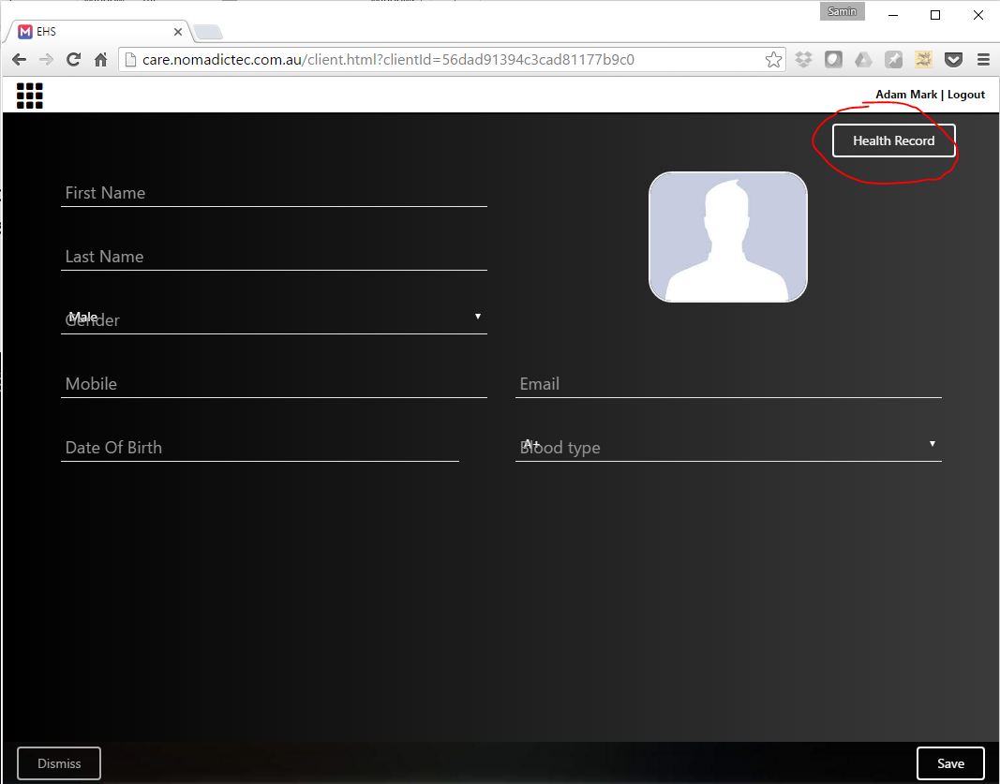 Samin
EHS
care.nomadictec.com.au/client.html?clientId=56dad91394c3cad81177b9c0
Adam Mark | Logout
Health Record
First Name
Last Name
Male
Gender
Mobile
Email
Date Of Birth
A+
Blood type
Dismiss
Save